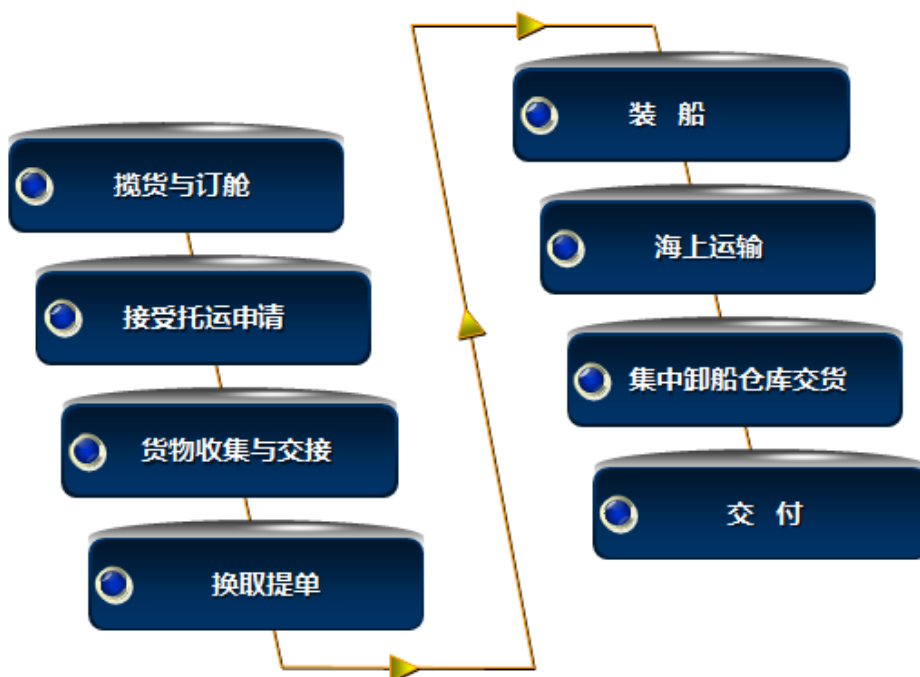 揽货与订舱
接受托运申请
货物收集与交接
换取提单
装 船
海上运输
集中卸船仓库交货
交 付